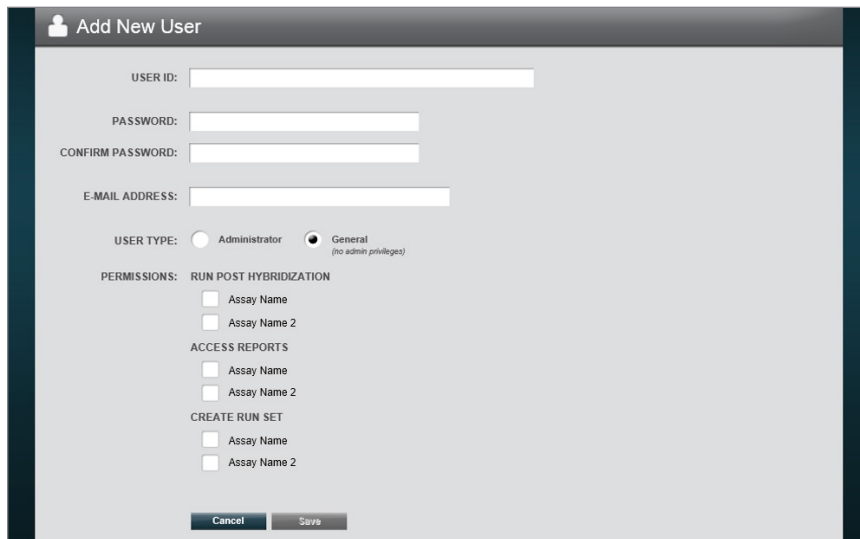 Add New User
USER ID:
PASSWORD:
CONFIRM PASSWORD:
E-MAIL ADDRESS:
USER TYPE: Administrator General
(no admin privileges)
PERMISSIONS: RUN POST HYBRIDIZATION
Assay Name
Assay Name 2
ACCESS REPORTS
Assay Name
Assay Name 2
CREATE RUN SET
Assay Name
Assay Name 2
Cancel Save